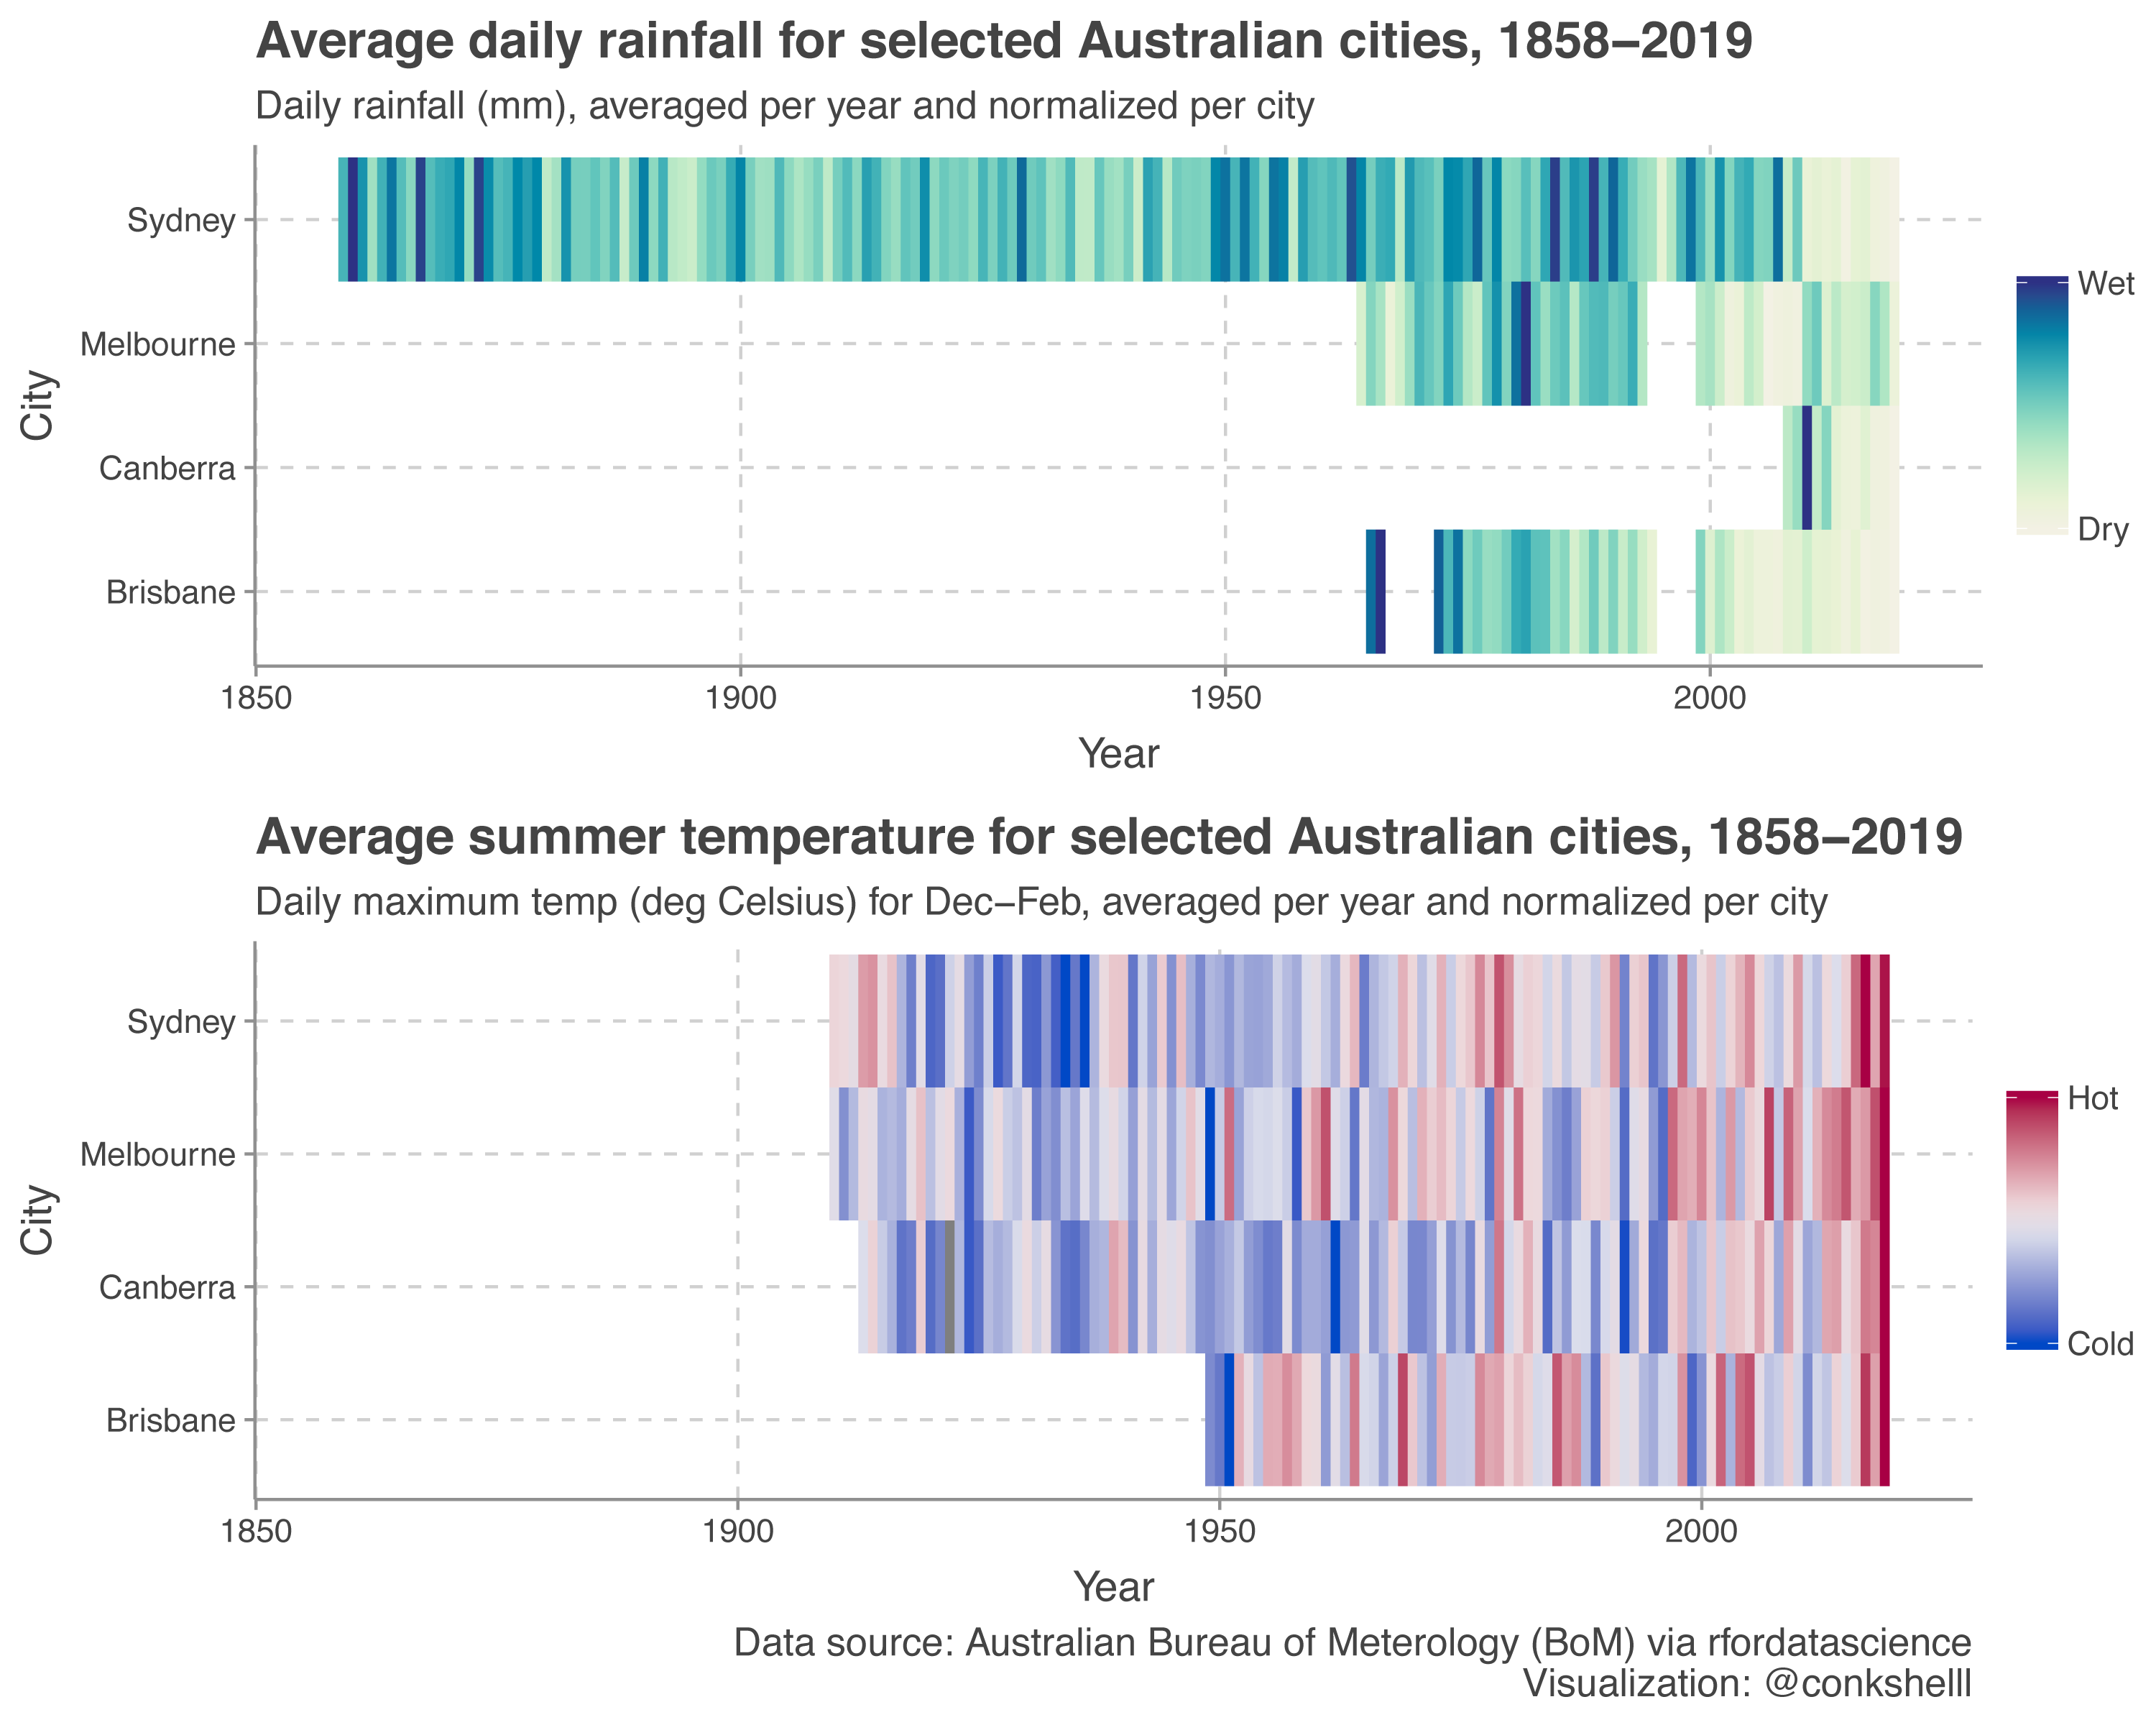 Average daily rainfall for selected Australian cities, 1858–2019
Daily rainfall (mm), averaged per year and normalized per city
City
Sydney
Melbourne
Canberra
Brisbane
1850 1900 1950 2000
Year
Wet
Dry
Average summer temperature for selected Australian cities, 1858–2019
Daily maximum temp (deg Celsius) for Dec–Feb, averaged per year and normalized per city
City
Sydney
Melbourne
Canberra
Brisbane
1850 1900 1950 2000
Year
Hot
Cold
Data source: Australian Bureau of Meterology (BoM) via rfordatascience
Visualization: @conkshelll